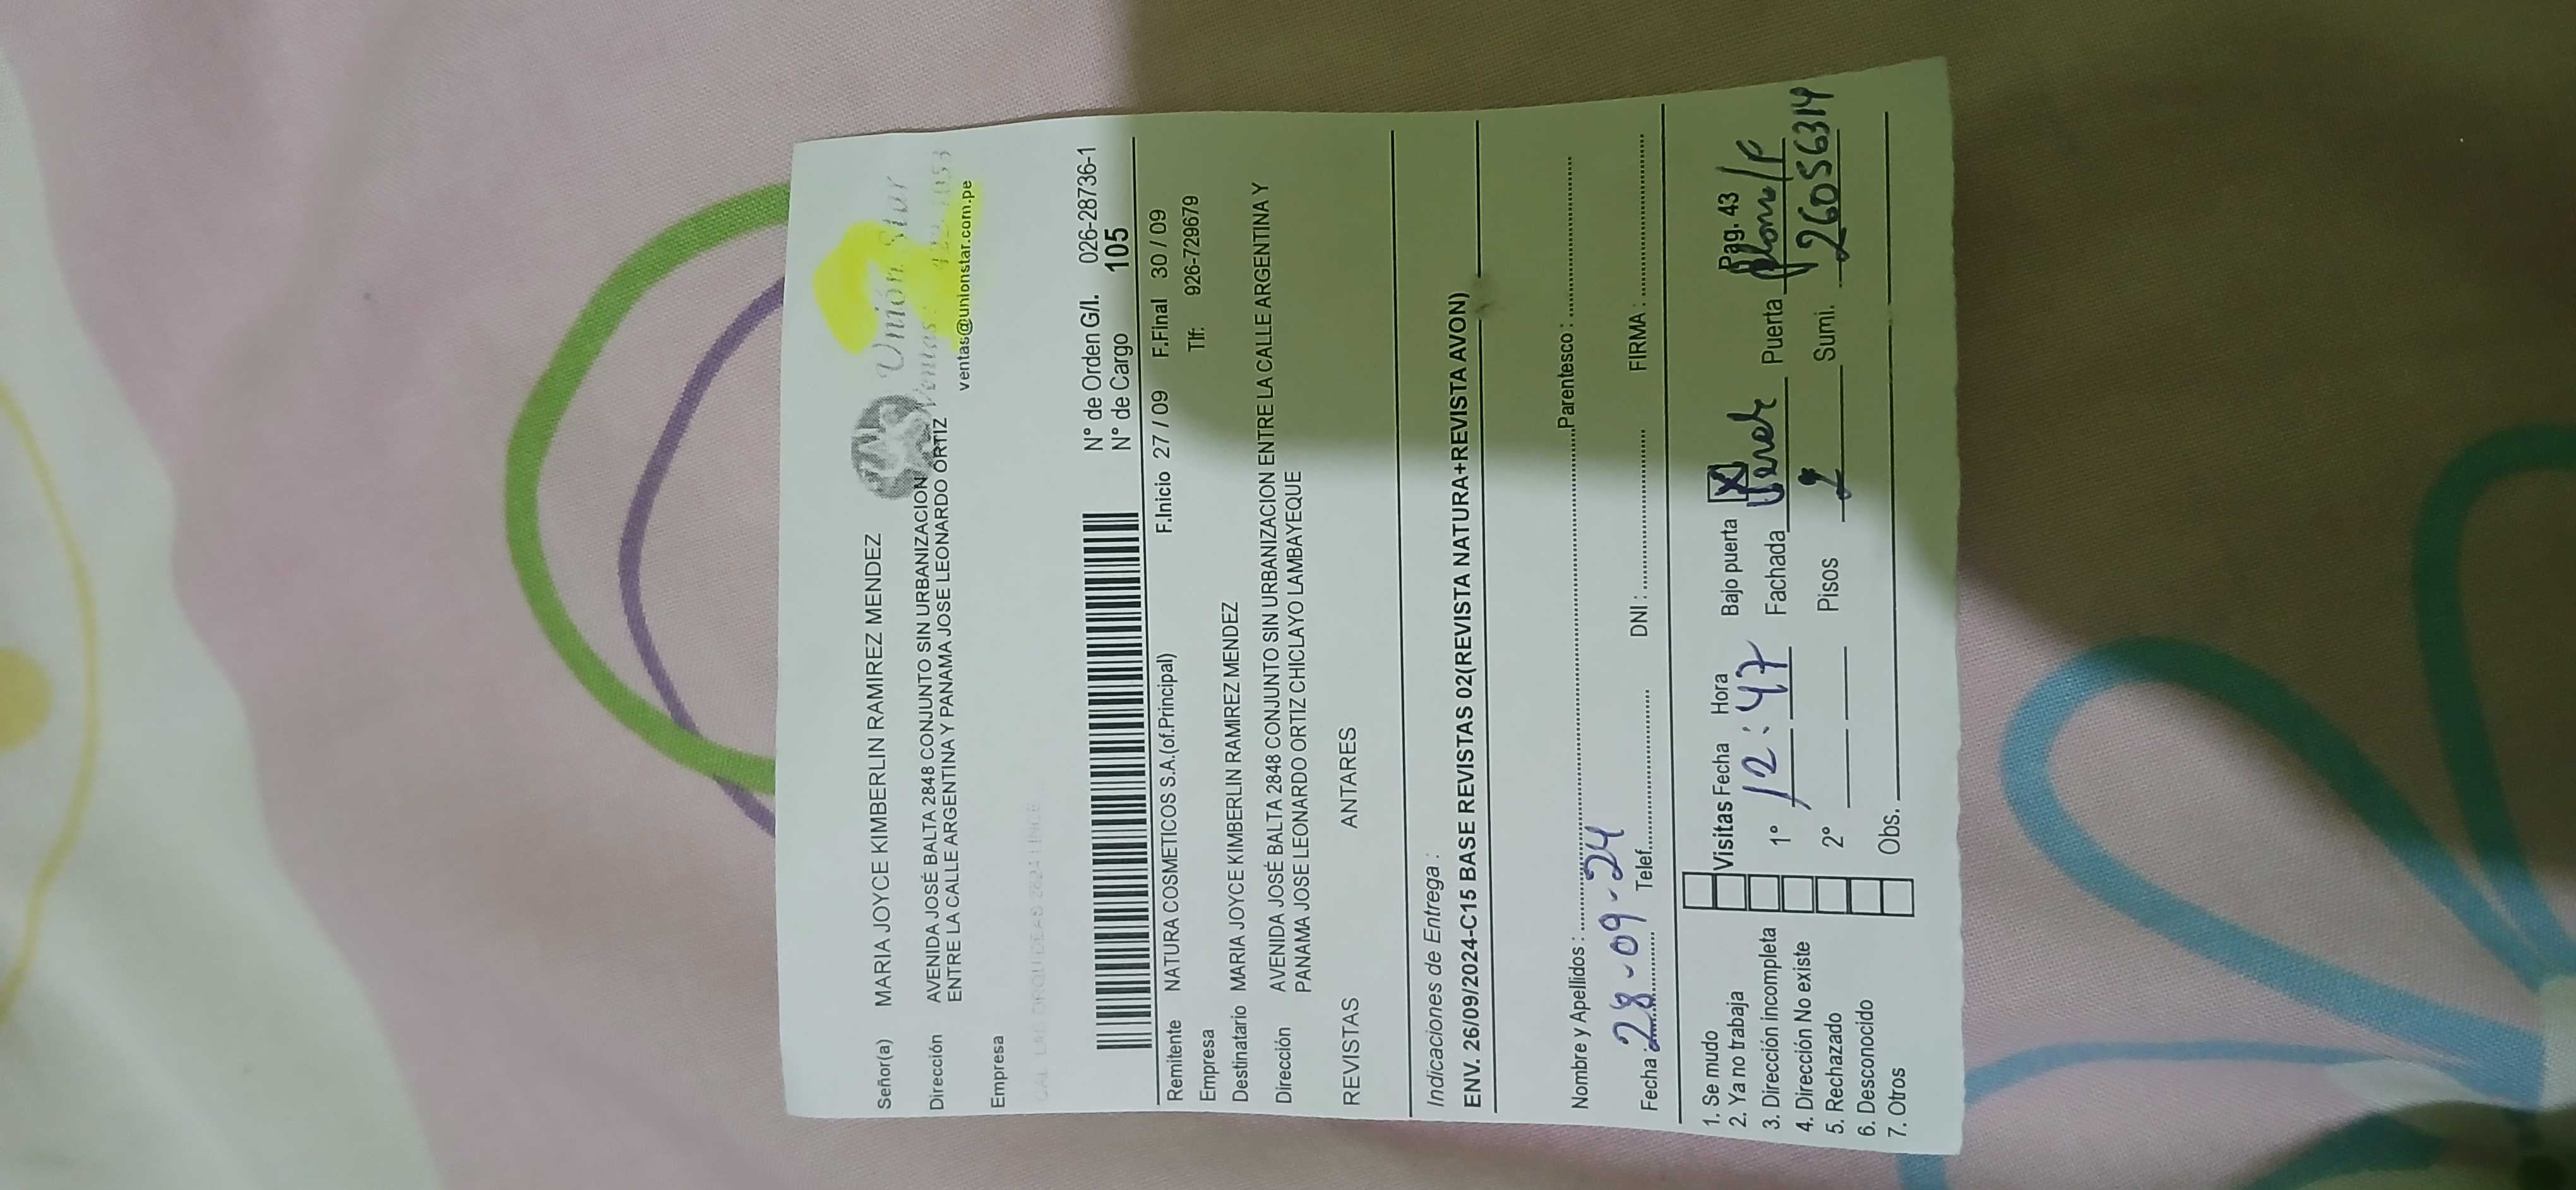 Señor(a) MARIA JOYCE KIMBERLIN RAMIREZ MENDEZ
Unión Star
Ventas:
ventas@unionstar.com.pe
Dirección AVENIDA JOSÉ BALTA 2848 CONJUNTO SIN URBANIZACION
ENTRE LA CALLE ARGENTINA Y PANAMA JOSE LEONARDO ORTIZ
Empresa
N° de Orden G/I. 026-28736-1
N° de Cargo 105
Remitente NATURA COSMETICOS S.A.(of.Principal) F.Inicio 27 / 09 F.Final 30 / 09
Empresa Tlf: 926-729679
Destinatario MARIA JOYCE KIMBERLIN RAMIREZ MENDEZ
Dirección AVENIDA JOSÉ BALTA 2848 CONJUNTO SIN URBANIZACION ENTRE LA CALLE ARGENTINA Y
PANAMA JOSE LEONARDO ORTIZ CHICLAYO LAMBAYEQUE
REVISTAS ANTARES
Indicaciones de Entrega :
ENV. 26/09/2024-C15 BASE REVISTAS 02(REVISTA NATURA+REVISTA AVON)
Nombre y Apellidos : Parentesco :
Fecha : 28-09-24 Telef. DNI : FIRMA :
1. Se mudo
2. Ya no trabaja
3. Dirección incompleta
4. Dirección No existe
5. Rechazado
6. Desconocido
7. Otros
Visitas Fecha Hora Bajo puerta X Pag. 43
1° 12:47 Fachada Puerta
2° Pisos 2 Sumi. 26056314
Obs.